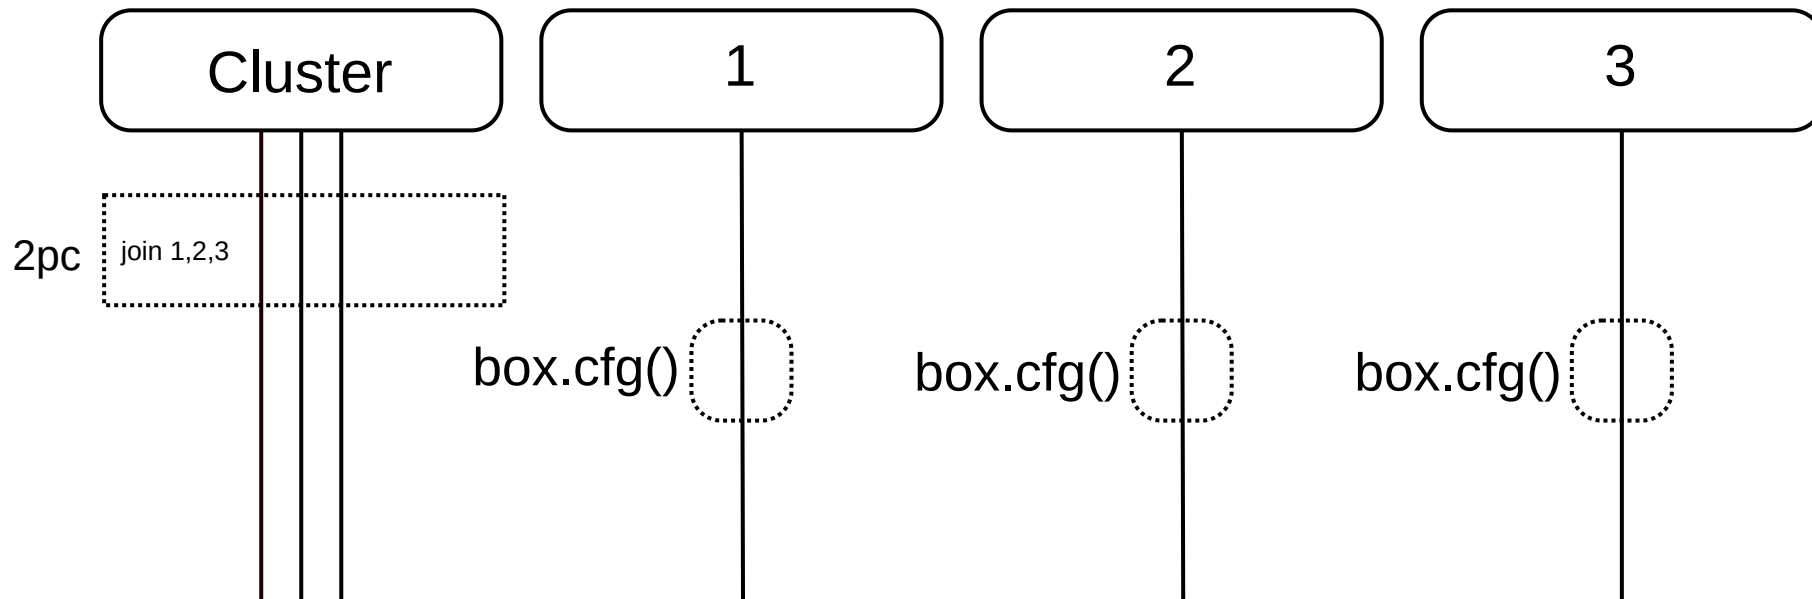 Cluster
1
2
3
2pc
join 1,2,3
box.cfg()
box.cfg()
box.cfg()